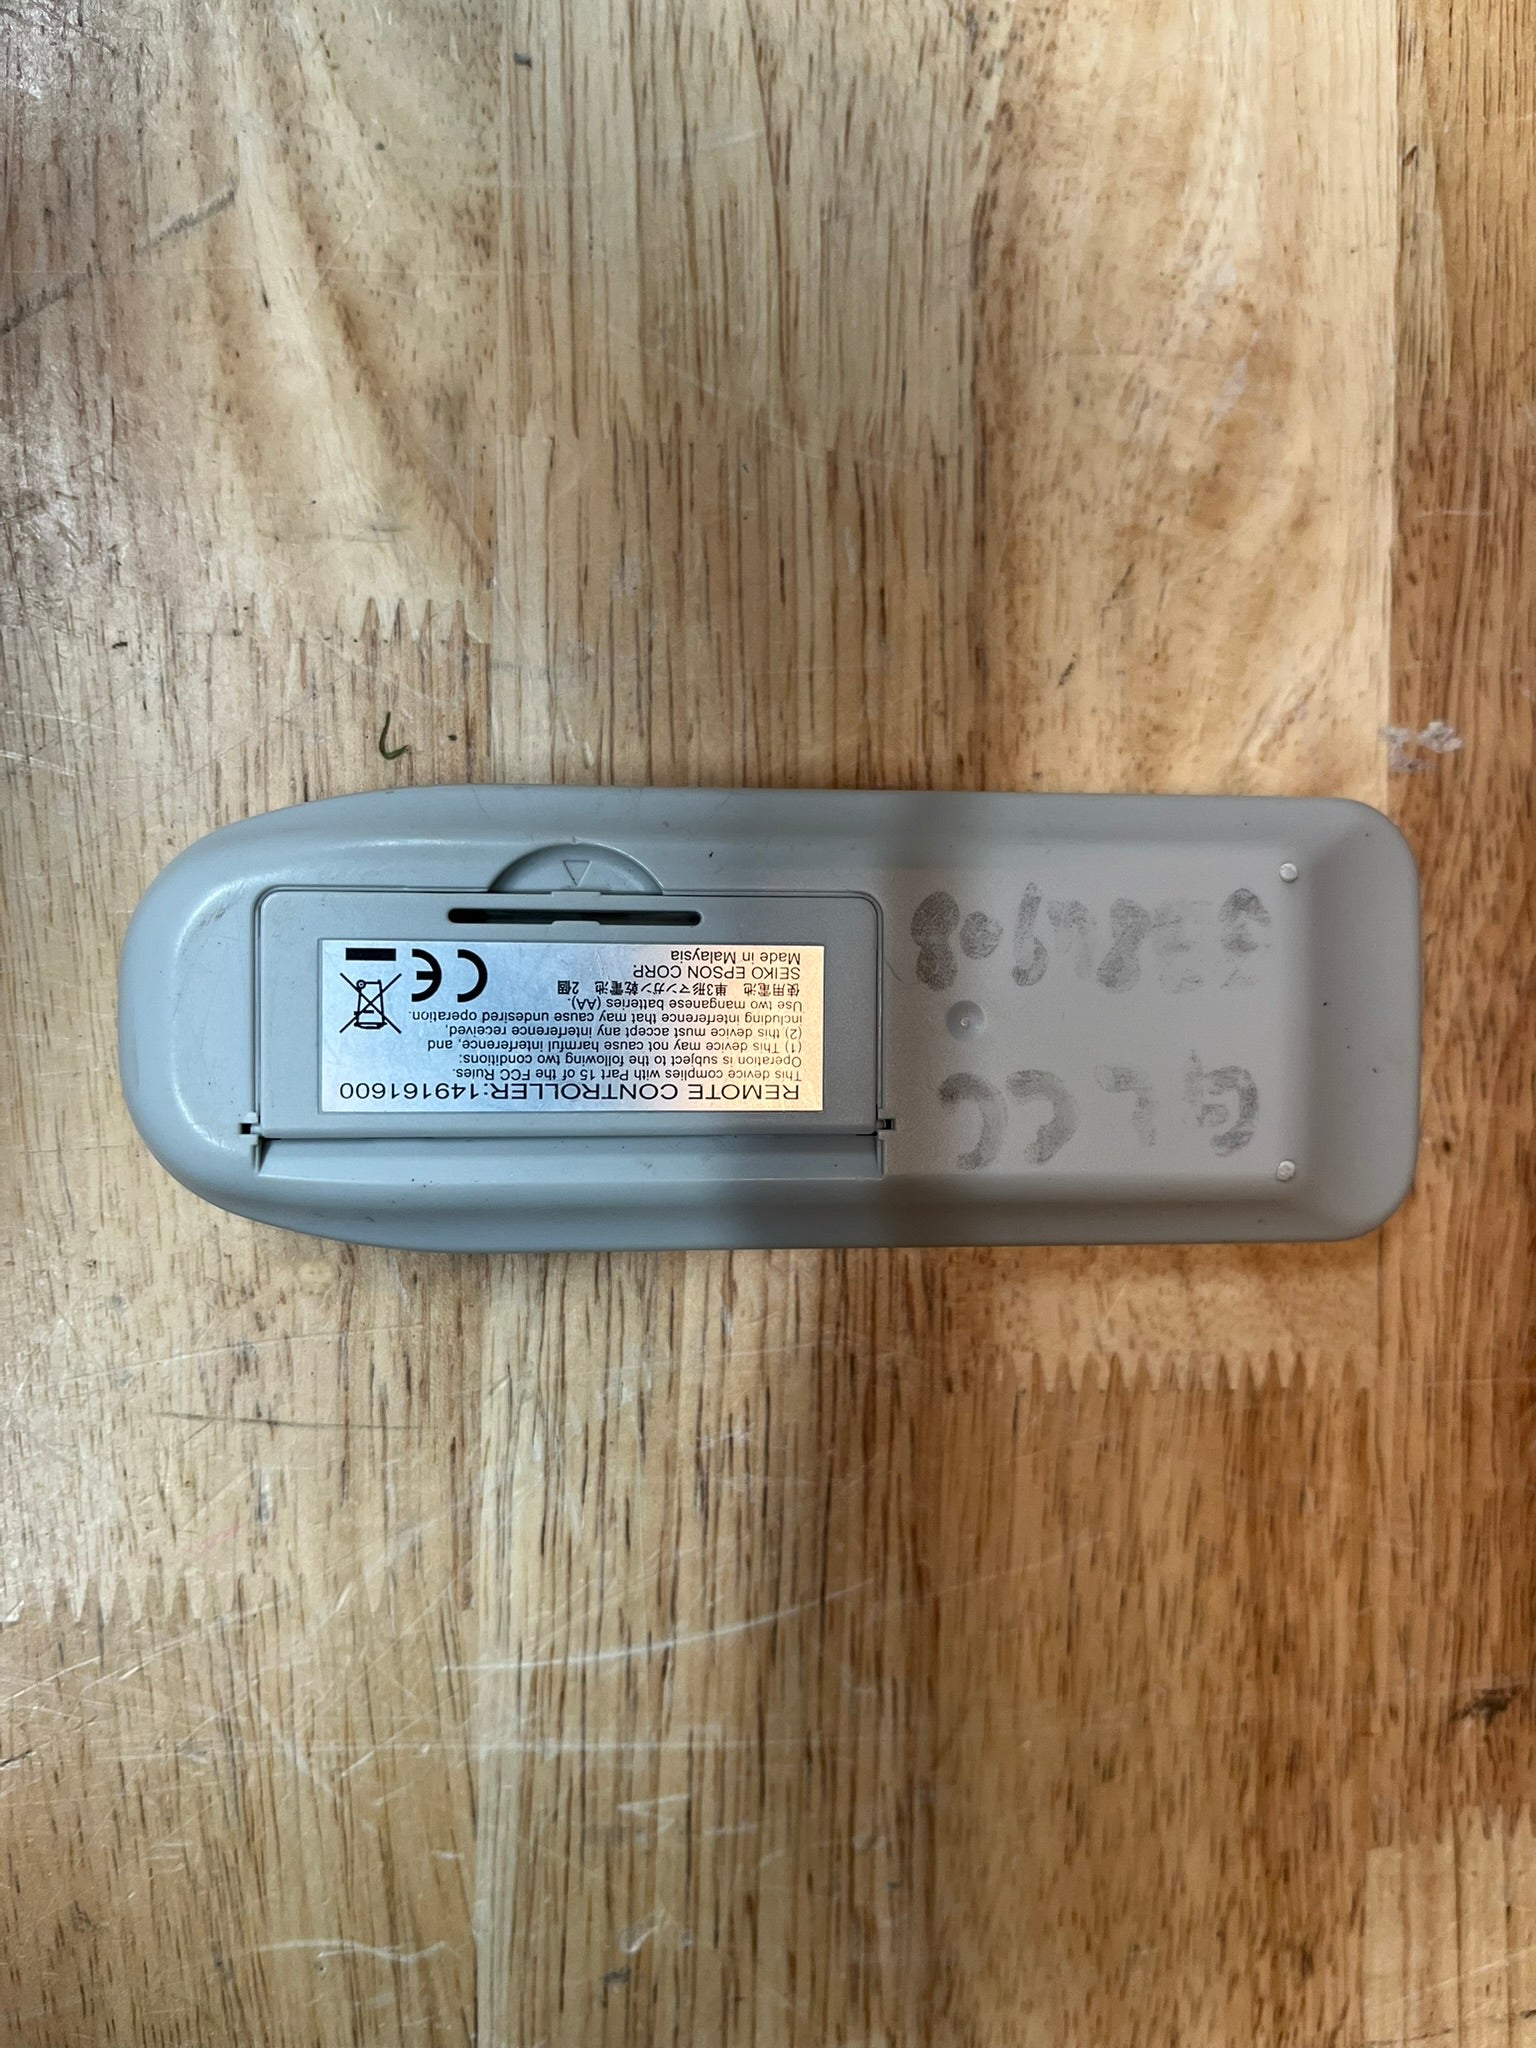 REMOTE CONTROLLER:149161600
This device complies with Part 15 of the FCC Rules.
Operation is subject to the following two conditions:
(1) This device may not cause harmful interference, and
(2) this device must accept any interference received,
including interference that may cause undesired operation.
Use two manganese batteries (AA).
使用電池 単3形マンガン乾電池 2個
SEIKO EPSON CORP.
Made in Malaysia
CE